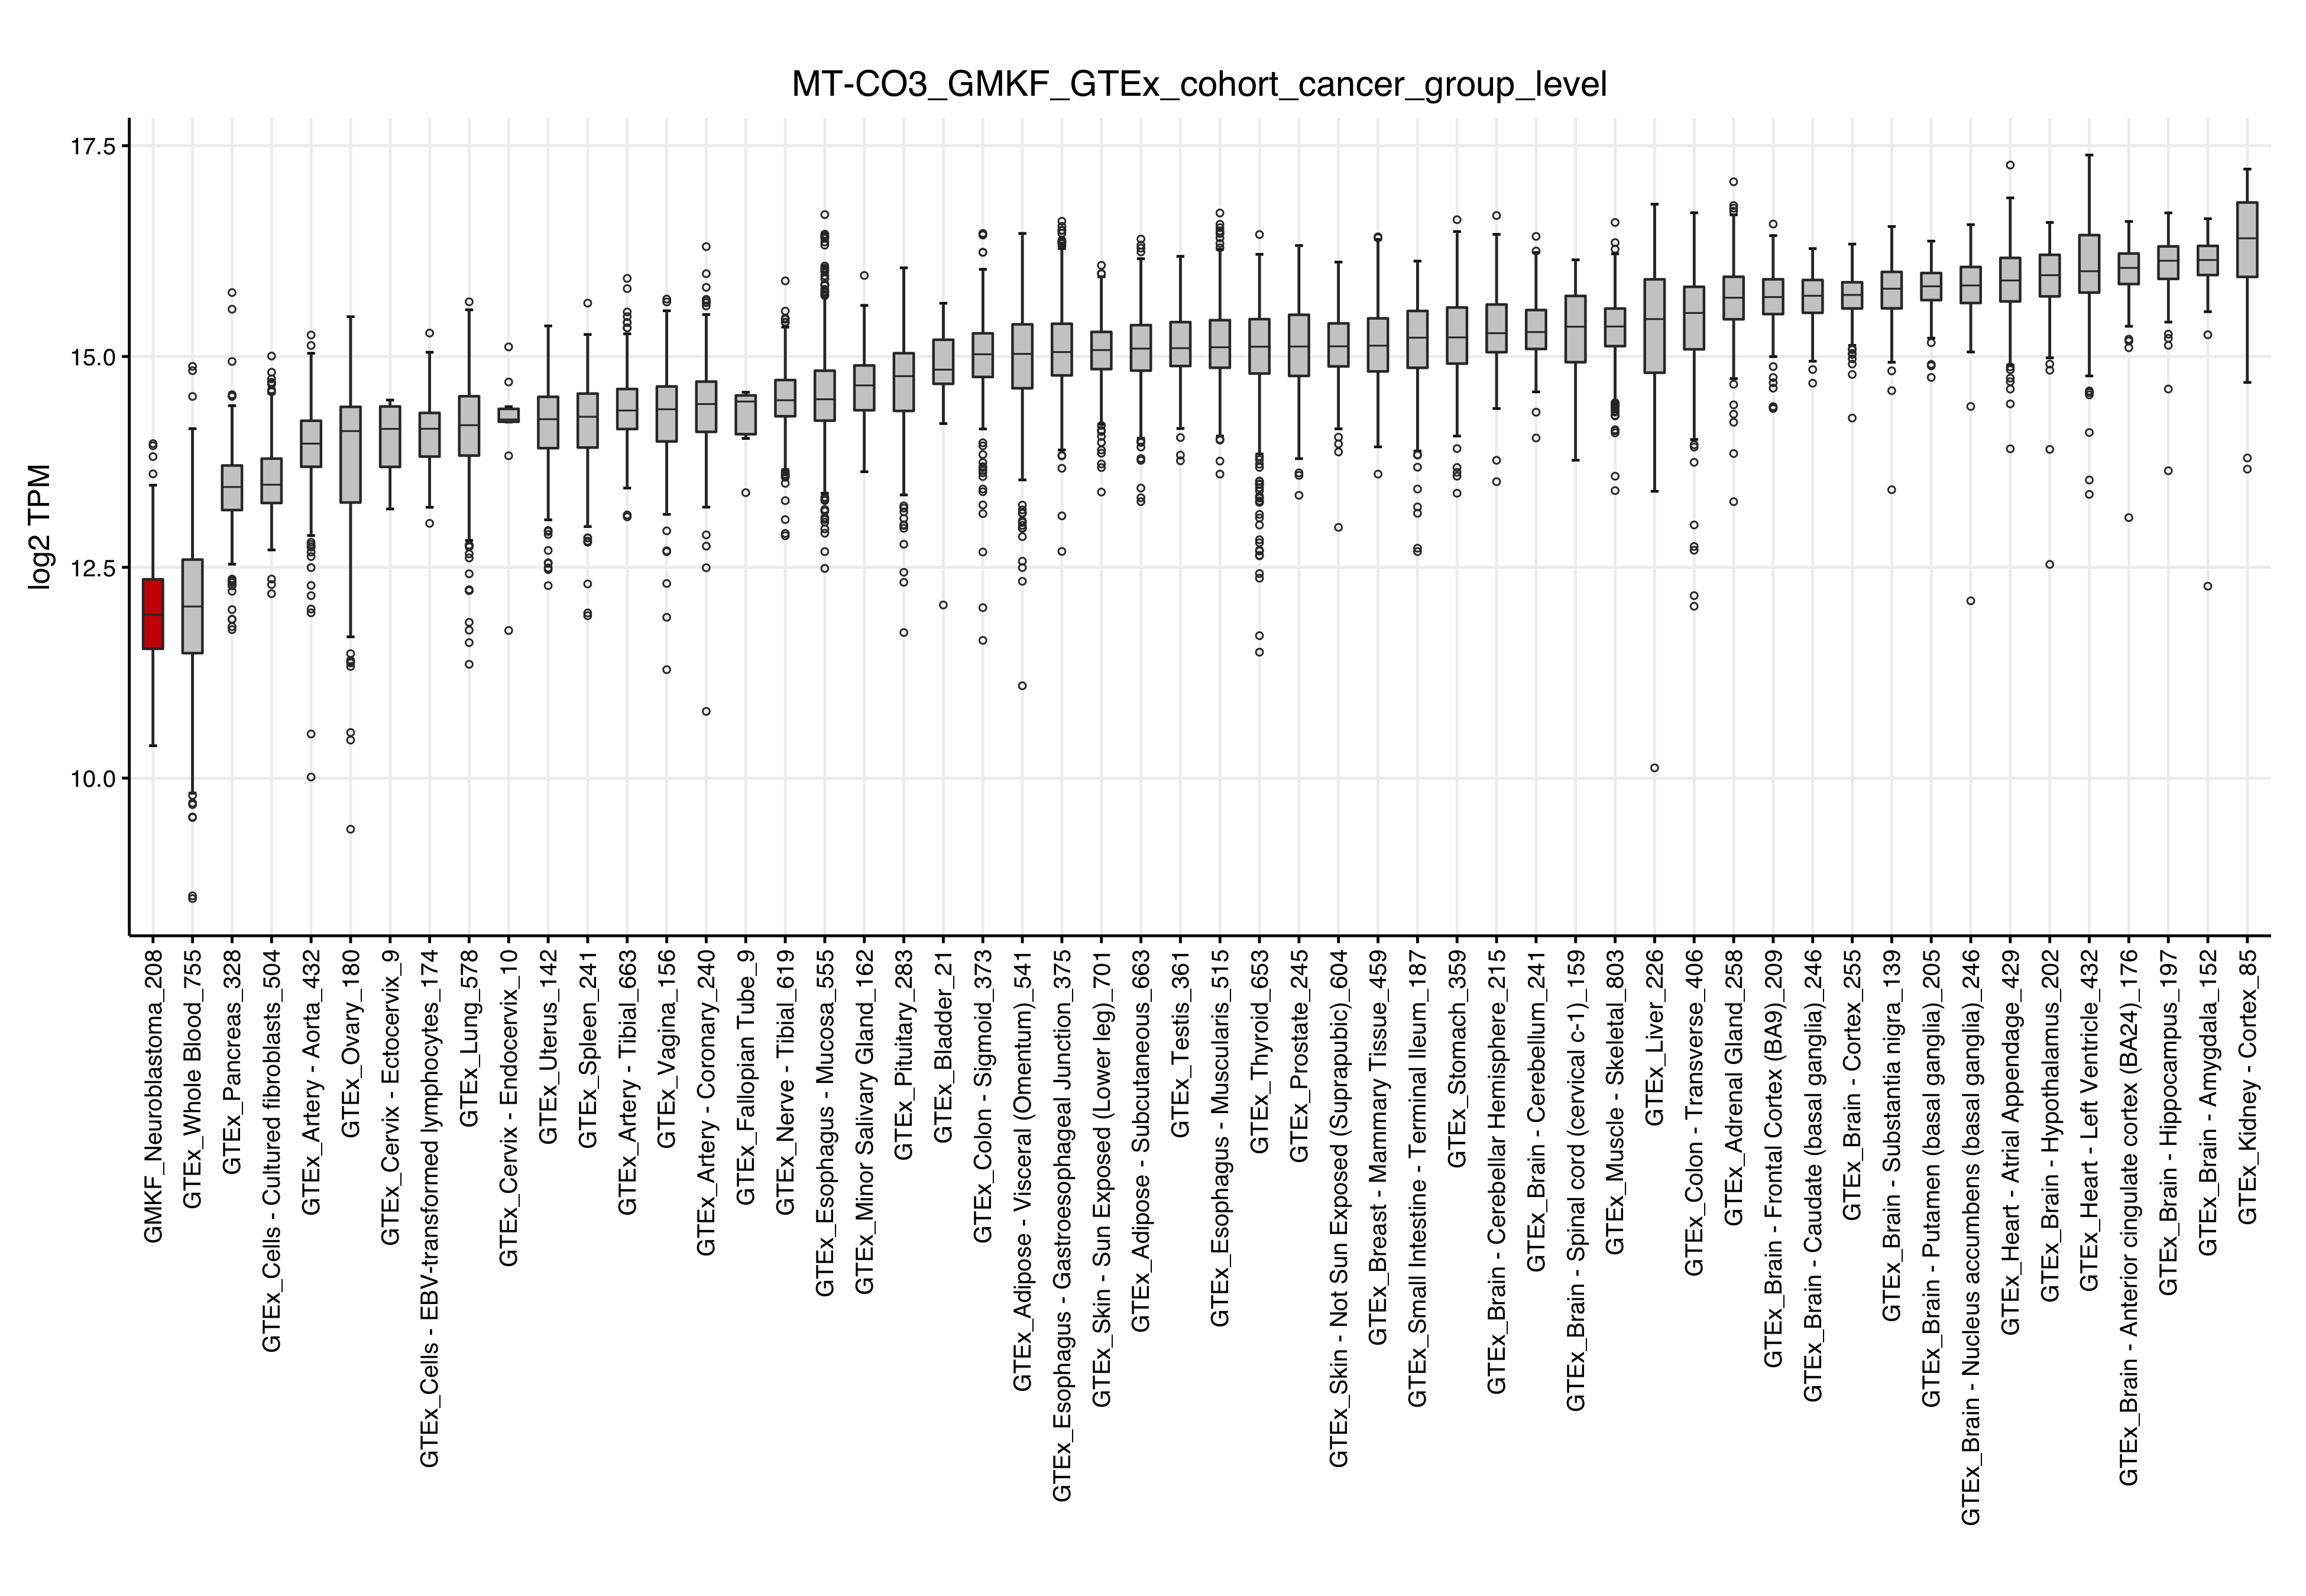 MT-CO3_GMKF_GTEx_cohort_cancer_group_level
log2 TPM
17.5
15.0
12.5
10.0
GMKF_Neuroblastoma_208
GTEx_Whole Blood_755
GTEx_Pancreas_328
GTEx_Cells - Cultured fibroblasts_504
GTEx_Artery - Aorta_432
GTEx_Ovary_180
GTEx_Cervix - Ectocervix_9
GTEx_Cells - EBV-transformed lymphocytes_174
GTEx_Lung_578
GTEx_Cervix - Endocervix_10
GTEx_Uterus_142
GTEx_Spleen_241
GTEx_Artery - Tibial_663
GTEx_Vagina_156
GTEx_Artery - Coronary_240
GTEx_Fallopian Tube_9
GTEx_Nerve - Tibial_619
GTEx_Esophagus - Mucosa_555
GTEx_Minor Salivary Gland_162
GTEx_Pituitary_283
GTEx_Bladder_21
GTEx_Colon - Sigmoid_373
GTEx_Adipose - Visceral (Omentum)_541
GTEx_Esophagus - Gastroesophageal Junction_375
GTEx_Skin - Sun Exposed (Lower leg)_701
GTEx_Adipose - Subcutaneous_663
GTEx_Testis_361
GTEx_Esophagus - Muscularis_515
GTEx_Thyroid_653
GTEx_Prostate_245
GTEx_Skin - Not Sun Exposed (Suprapubic)_604
GTEx_Breast - Mammary Tissue_459
GTEx_Small Intestine - Terminal Ileum_187
GTEx_Stomach_359
GTEx_Brain - Cerebellar Hemisphere_215
GTEx_Brain - Cerebellum_241
GTEx_Brain - Spinal cord (cervical c-1)_159
GTEx_Muscle - Skeletal_803
GTEx_Liver_226
GTEx_Colon - Transverse_406
GTEx_Adrenal Gland_258
GTEx_Brain - Frontal Cortex (BA9)_209
GTEx_Brain - Caudate (basal ganglia)_246
GTEx_Brain - Cortex_255
GTEx_Brain - Substantia nigra_139
GTEx_Brain - Putamen (basal ganglia)_205
GTEx_Brain - Nucleus accumbens (basal ganglia)_246
GTEx_Heart - Atrial Appendage_429
GTEx_Brain - Hypothalamus_202
GTEx_Heart - Left Ventricle_432
GTEx_Brain - Anterior cingulate cortex (BA24)_176
GTEx_Brain - Hippocampus_197
GTEx_Brain - Amygdala_152
GTEx_Kidney - Cortex_85